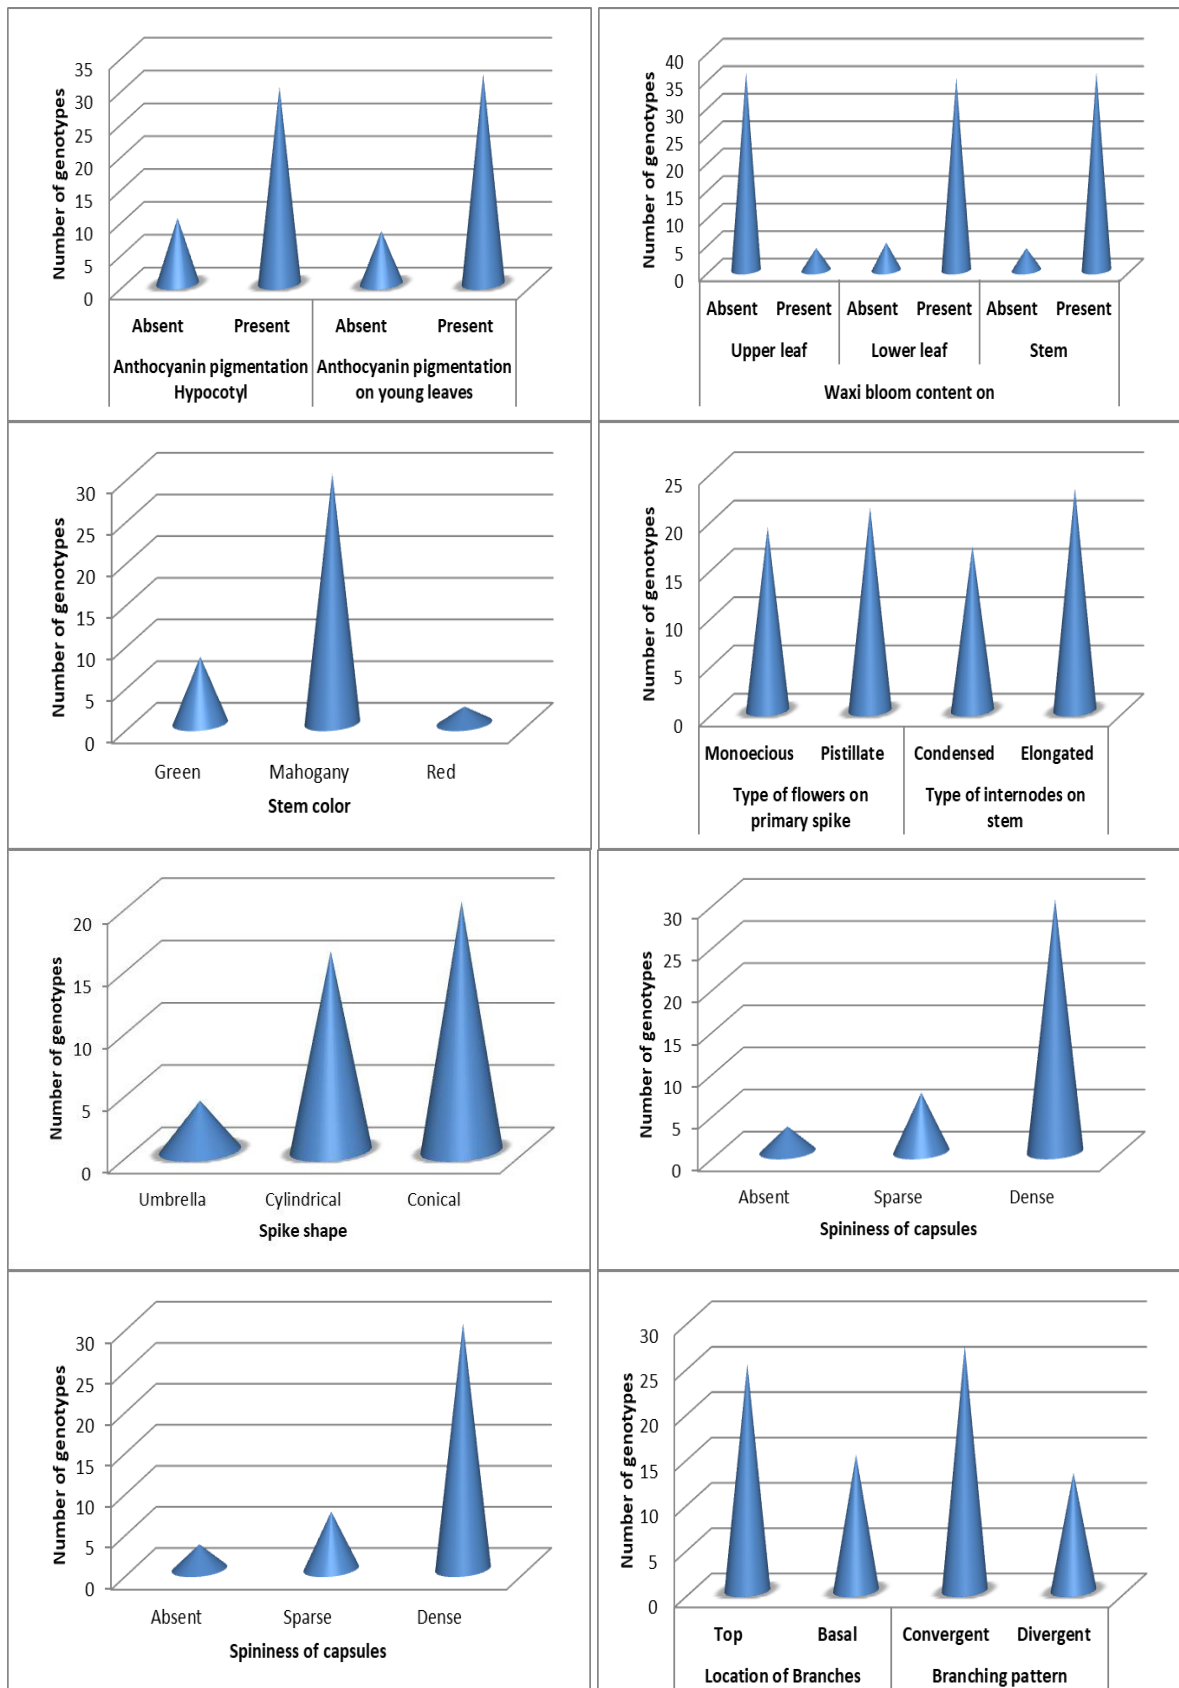 Number of genotypes
35
30
25
20
15
10
5
0
Absent Present Absent Present
Anthocyanin pigmentation Hypocotyl
Anthocyanin pigmentation on young leaves
Number of genotypes
40
35
30
25
20
15
10
5
0
Absent Present Absent Present Absent Present
Upper leaf Lower leaf Stem
Waxi bloom content on
Number of genotypes
30
25
20
15
10
5
0
Green Mahogany Red
Stem color
Number of genotypes
25
20
15
10
5
0
Monoecious Pistillate Condensed Elongated
Type of flowers on primary spike
Type of internodes on stem
Number of genotypes
20
15
10
5
0
Umbrella Cylindrical Conical
Spike shape
Number of genotypes
30
25
20
15
10
5
0
Absent Sparse Dense
Spininess of capsules
Number of genotypes
30
25
20
15
10
5
0
Absent Sparse Dense
Spininess of capsules
Number of genotypes
30
25
20
15
10
5
0
Top Basal Convergent Divergent
Location of Branches Branching pattern